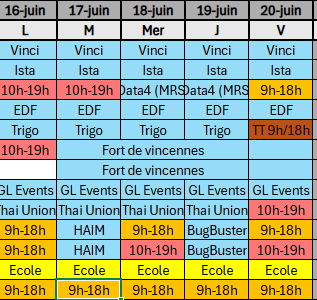 16-juin 17-juin 18-juin 19-juin 20-juin
L M Mer J V
Vinci Vinci Vinci Vinci Vinci
Ista Ista Ista Ista Ista
10h-19h 10h-19h Data4 (MRS Data4 (MRS 9h-18h
EDF EDF EDF EDF EDF
Trigo Trigo Trigo Trigo TT 9h/18h
10h-19h Fort de vincennes
Fort de vincennes
GL Events GL Events GL Events GL Events GL Events
Thai Union Thai Union Thai Union Thai Union 10h-19h
9h-18h HAIM 9h-18h BugBuster 9h-18h
9h-18h HAIM 10h-19h BugBuster 10h-19h
Ecole Ecole Ecole Ecole Ecole
9h-18h 9h-18h 9h-18h 9h-18h 9h-18h